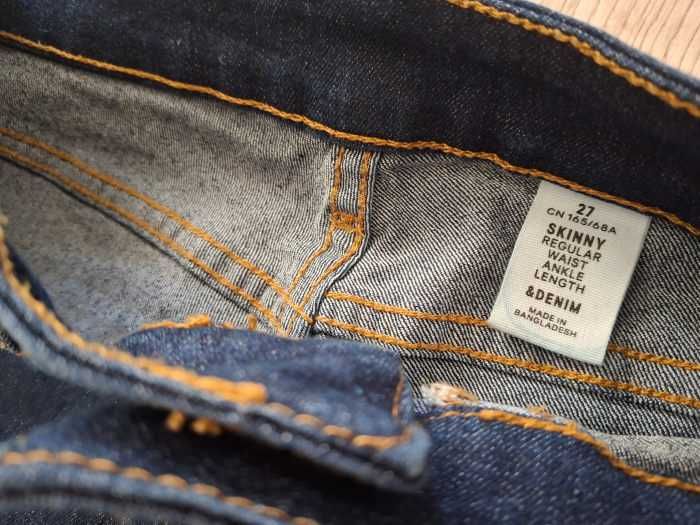 27
CN 165/68A
SKINNY
REGULAR
WAIST
ANKLE
LENGTH
&DENIM
MADE IN
BANGLADESH